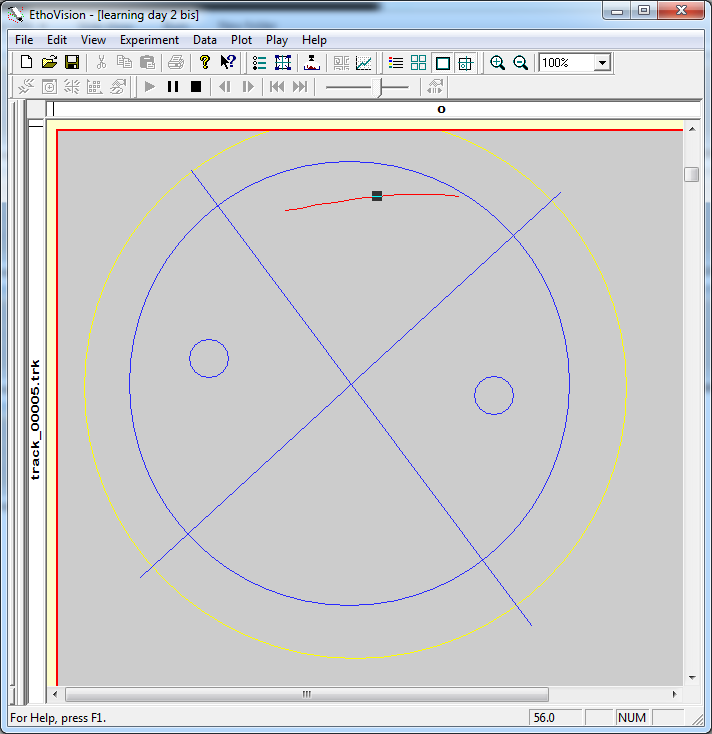 EthoVision - [learning day 2 bis]
File Edit View Experiment Data Plot Play Help
100%
0
track_00005.trk
For Help, press F1.
56.0
NUM